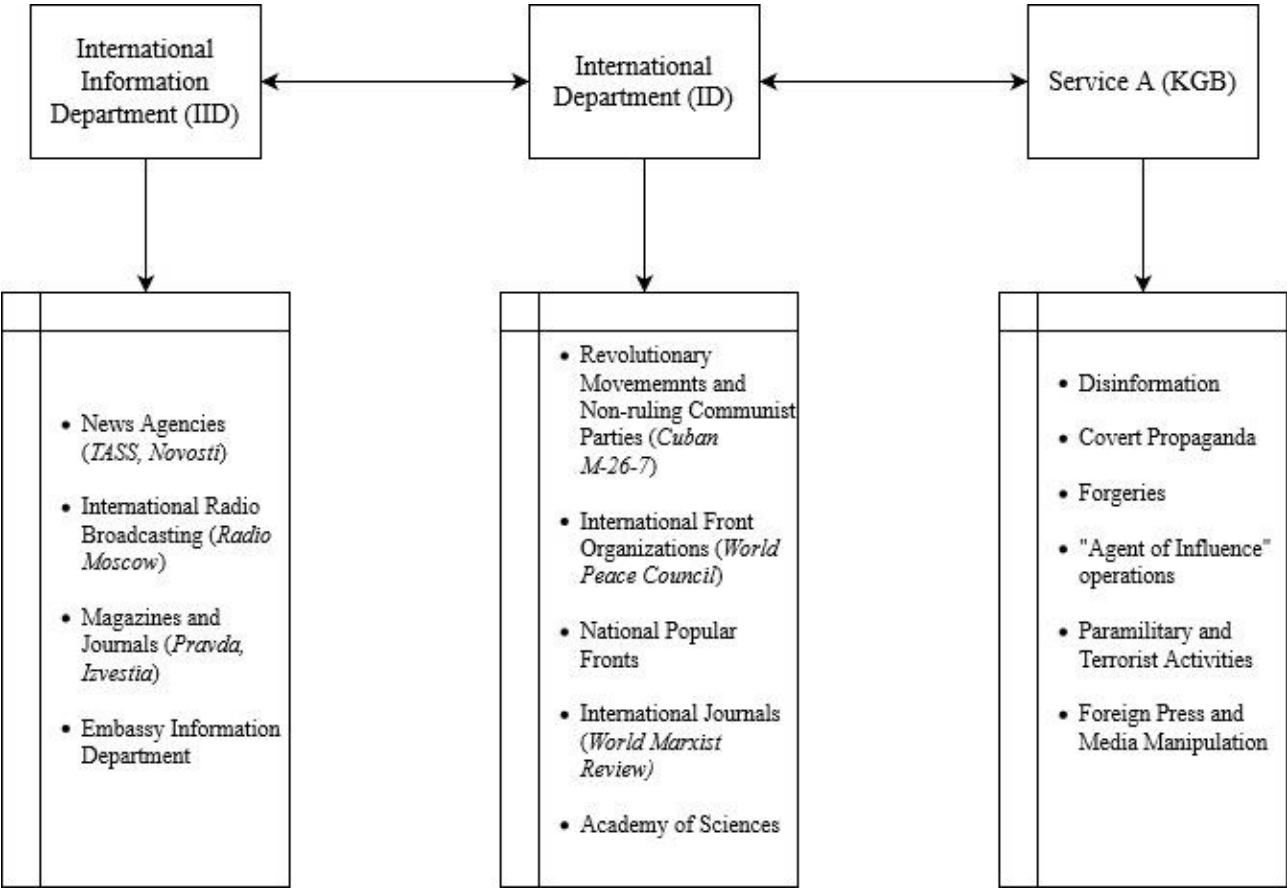 International
Information
Department (IID)
International
Department (ID)
Service A (KGB)
• News Agencies
(TASS, Novosti)
• International Radio
Broadcasting (Radio
Moscow)
• Magazines and
Journals (Pravda,
Izvestia)
• Embassy Information
Department
• Revolutionary
Movememnts and
Non-ruling Communist
Parties (Cuban
M-26-7)
• International Front
Organizations (World
Peace Council)
• National Popular
Fronts
• International Journals
(World Marxist
Review)
• Academy of Sciences
• Disinformation
• Covert Propaganda
• Forgeries
• "Agent of Influence"
operations
• Paramilitary and
Terrorist Activities
• Foreign Press and
Media Manipulation